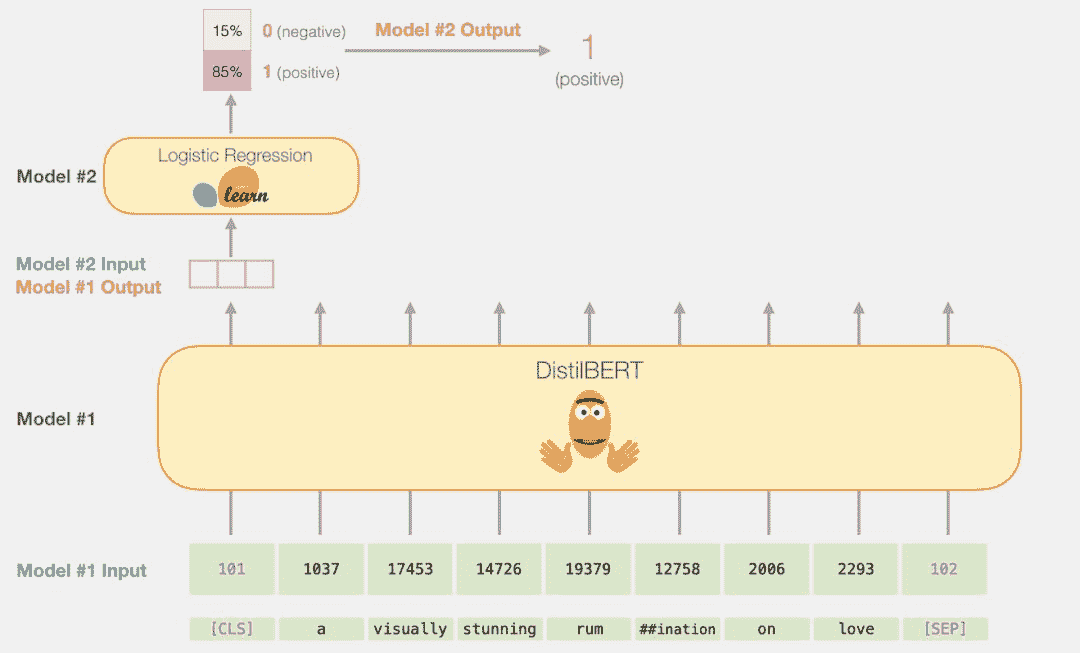 15% 0 (negative) Model #2 Output 1
85% 1 (positive) (positive)
Logistic Regression
Model #2
learn
Model #2 Input
Model #1 Output
DistilBERT
Model #1
Model #1 Input 101 1037 17453 14726 19379 12758 2006 2293 102
[CLS] a visually stunning rum ##ination on love [SEP]